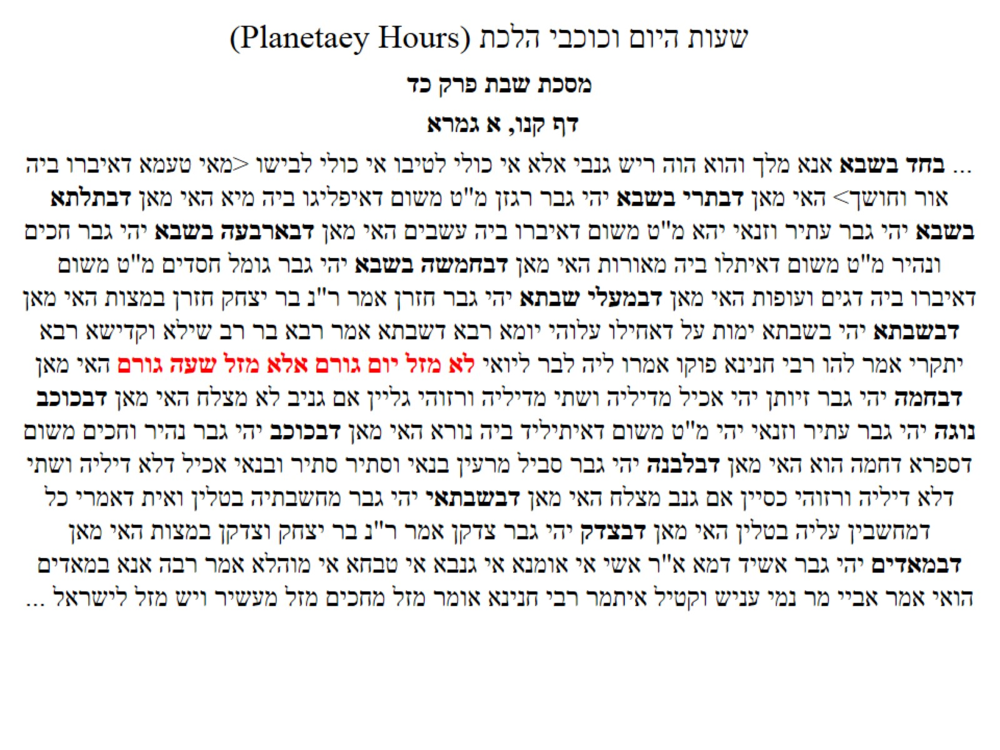 שעות היום וכוכבי הלכת (Planetaey Hours)
מסכת שבת פרק כד
דף קנו, א גמרא
... בחד בשבא אנא מלך והוא הוה ריש גנבי אלא אי כולי לטיבו אי כולי לבישו <מאי טעמא דאיברו ביה
אור וחושך> האי מאן דבתרי בשבא יהי גבר רגזן מ"ט משום דאיפליגו ביה מיא האי מאן דבתלתא
בשבא יהי גבר עתיר וזנאי יהא מ"ט משום דאיברו ביה עשבים האי מאן דבארבעה בשבא יהי גבר חכים
ונהיר מ"ט משום דאיתלו ביה מאורות האי מאן דבחמשה בשבא יהי גבר גומל חסדים מ"ט משום
דאיברו ביה דגים ועופות האי מאן דבמעלי שבתא יהי גבר חזרן אמר ר"נ בר יצחק חזרן במצות האי מאן
דבשבתא יהי בשבתא ימות על דאחילו עלוהי יומא רבא דשבתא אמר רבא בר רב שילא וקדישא רבא
יתקרי אמר להו רבי חנינא פוקו אמרו ליה לבר ליואי לא מזל יום גורם אלא מזל שעה גורם האי מאן
דבחמה יהי גבר זיותן יהי אכיל מדיליה ושתי מדיליה ורזוהי גליין אם גניב לא מצלח האי מאן דבכוכב
נוגה יהי גבר עתיר וזנאי יהי מ"ט משום דאיתיליד ביה נורא האי מאן דבכוכב יהי גבר נהיר וחכים משום
דספרא דחמה הוא האי מאן דבלבנה יהי גבר סביל מרעין בנאי וסתיר סתיר ובנאי אכיל דלא דיליה ושתי
דלא דיליה ורזוהי כסיין אם גנב מצלח האי מאן דבשבתאי יהי גבר מחשבתיה בטלין ואית דאמרי כל
דמחשבין עליה בטלין האי מאן דבצדק יהי גבר צדקן אמר ר"נ בר יצחק וצדקן במצות האי מאן
דבמאדים יהי גבר אשיד דמא א"ר אשי אי אומנא אי גנבא אי טבחא אי מוהלא אמר רבה אנא במאדים
הואי אמר אביי מר נמי עניש וקטיל איתמר רבי חנינא אומר מזל מחכים מזל מעשיר ויש מזל לישראל ...